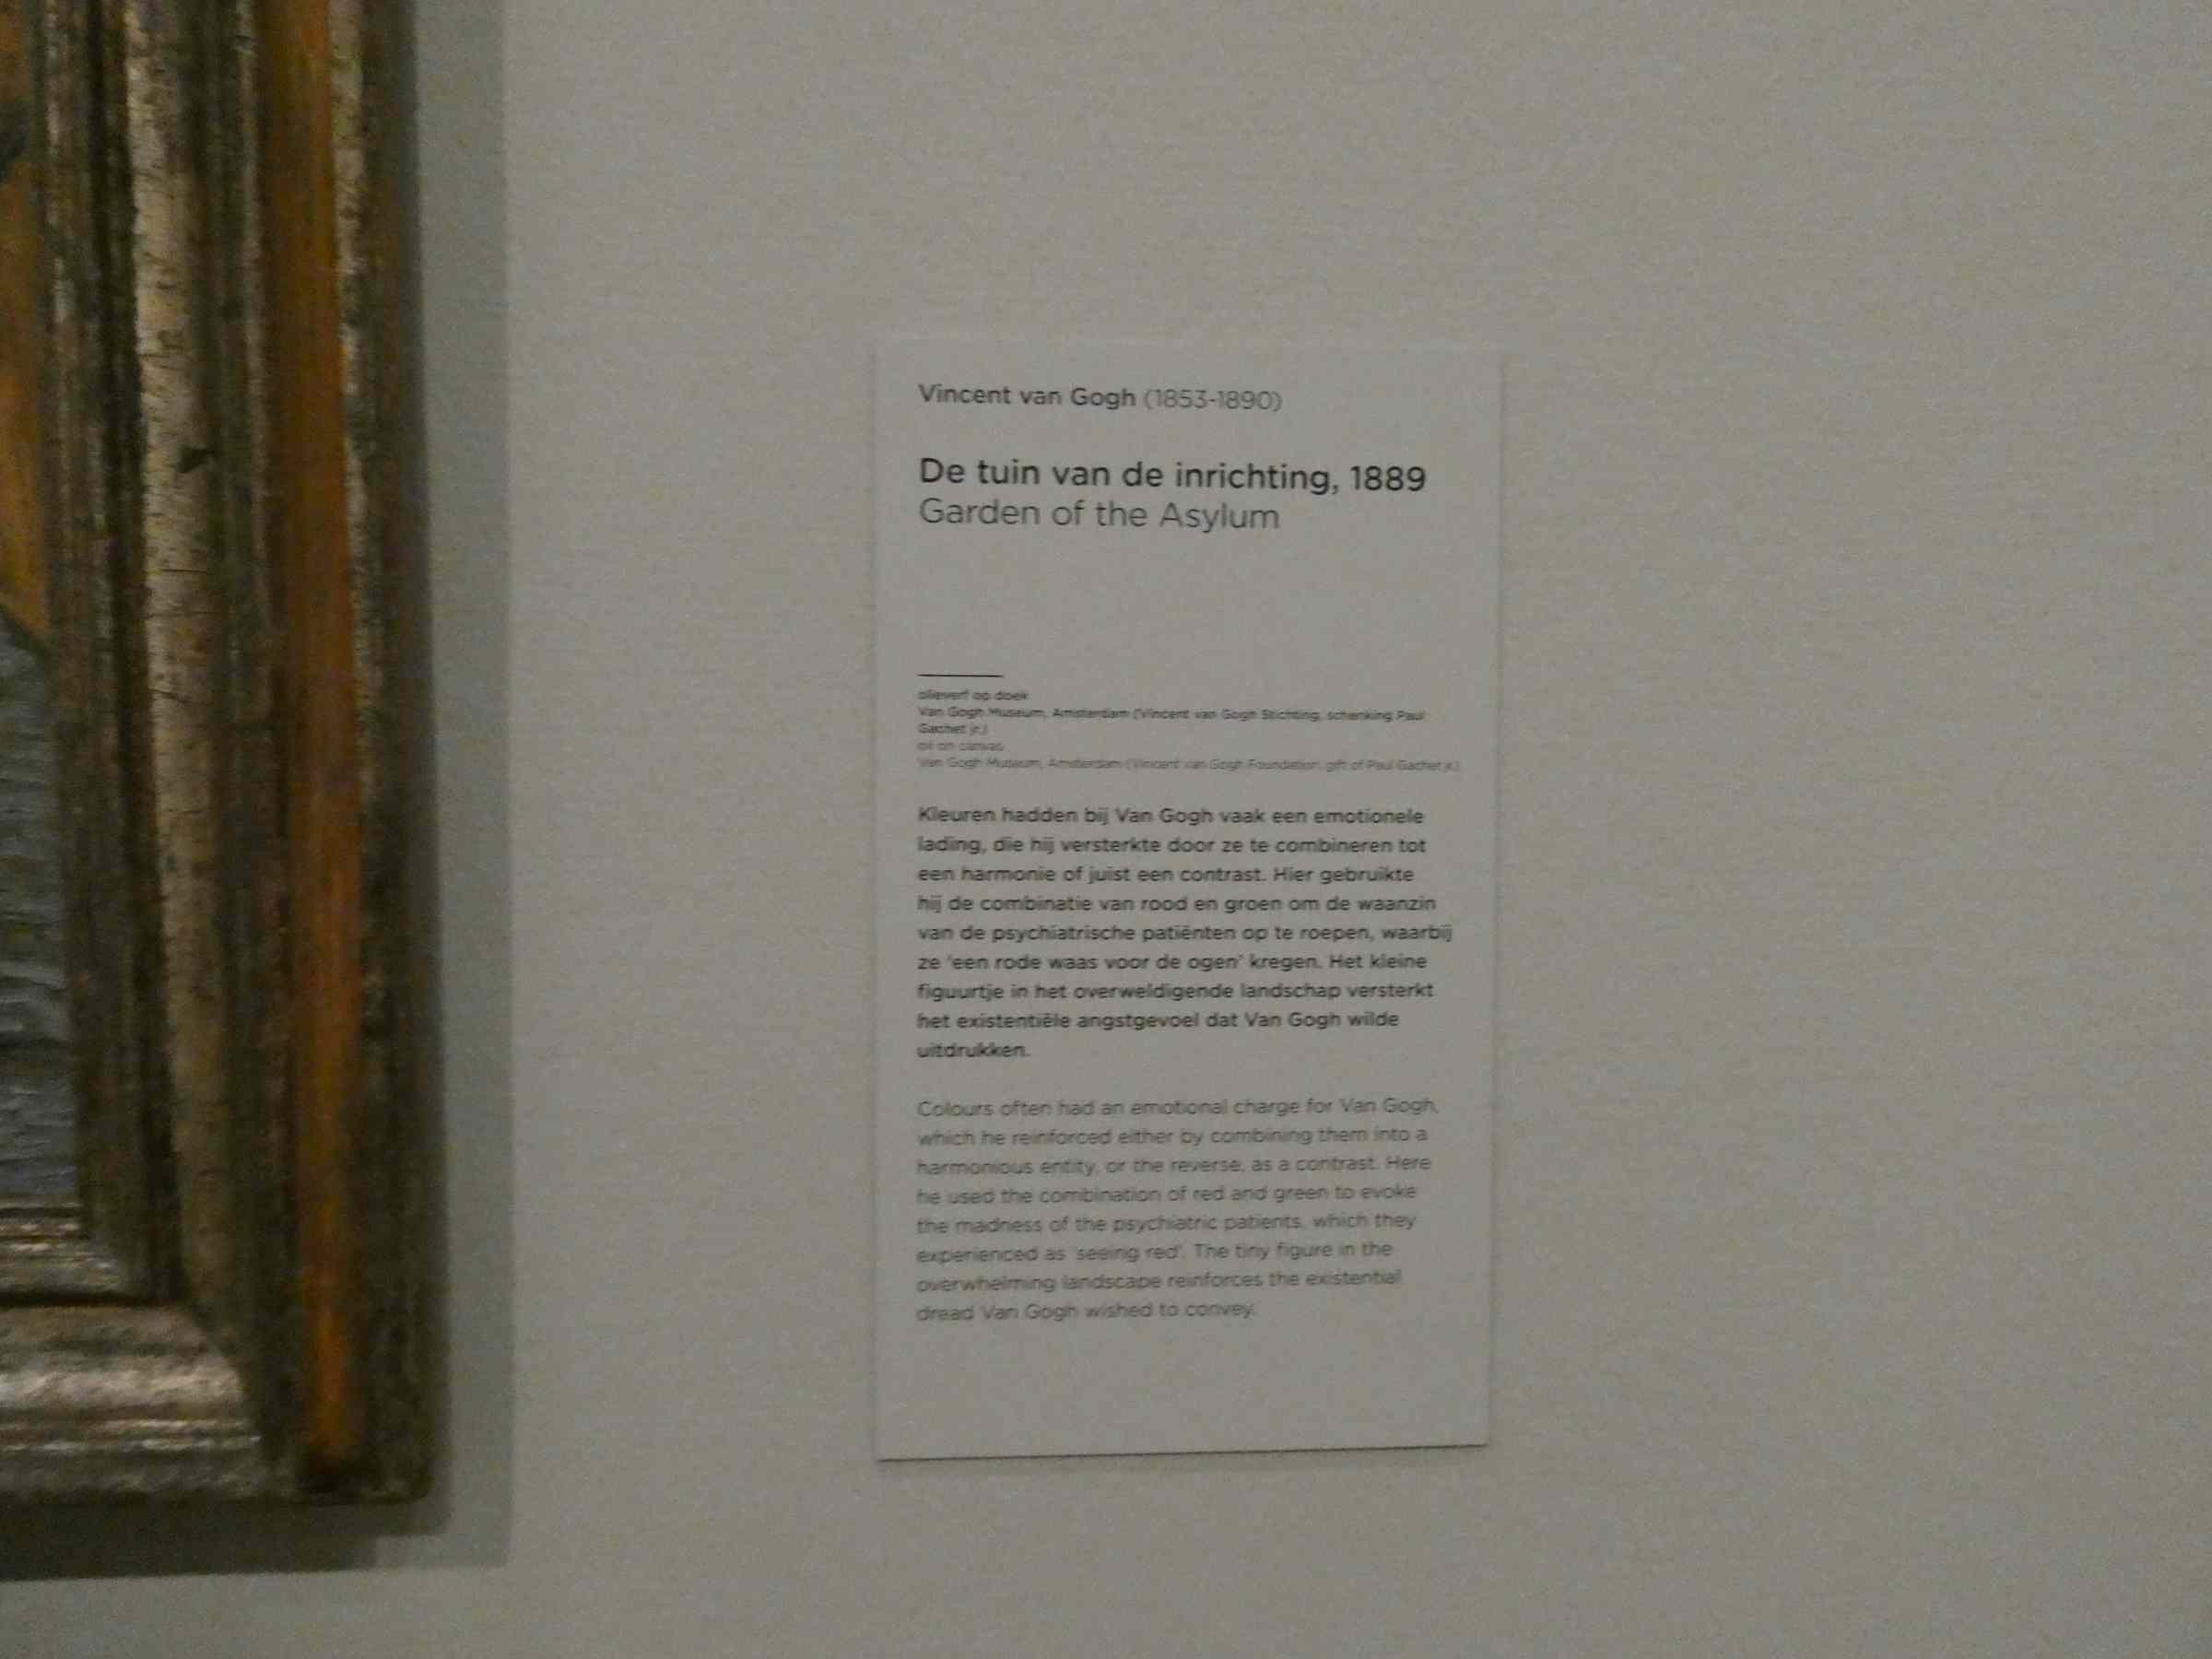 Vincent van Gogh (1853-1890)
De tuin van de inrichting, 1889
Garden of the Asylum
olieverf op doek
Van Gogh Museum, Amsterdam (Vincent van Gogh Stichting, schenking Paul
Gachet jr.)
oil on canvas
Van Gogh Museum, Amsterdam (Vincent van Gogh Foundation, gift of Paul Gachet jr.)
Kleuren hadden bij Van Gogh vaak een emotionele
lading, die hij versterkte door ze te combineren tot
een harmonie of juist een contrast. Hier gebruikte
hij de combinatie van rood en groen om de waanzin
van de psychiatrische patiënten op te roepen, waarbij
ze 'een rode waas voor de ogen' kregen. Het kleine
figuurtje in het overweldigende landschap versterkt
het existentiële angstgevoel dat Van Gogh wilde
uitdrukken.
Colours often had an emotional charge for Van Gogh,
which he reinforced either by combining them into a
harmonious entity, or the reverse, as a contrast. Here
he used the combination of red and green to evoke
the madness of the psychiatric patients, which they
experienced as 'seeing red'. The tiny figure in the
overwhelming landscape reinforces the existential
dread Van Gogh wished to convey.